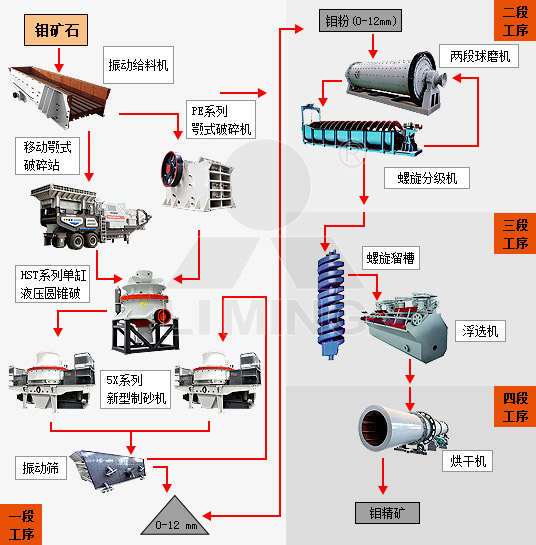 钼矿石
振动给料机
PE系列
颚式破碎机
移动颚式
破碎站
HST系列单缸
液压圆锥破
5X系列
新型制砂机
振动筛
0-12 mm
一段
工序
钼粉(0-12mm)
二段
工序
两段球磨机
螺旋分级机
三段
工序
螺旋溜槽
浮选机
四段
工序
烘干机
钼精矿
LIMING
®